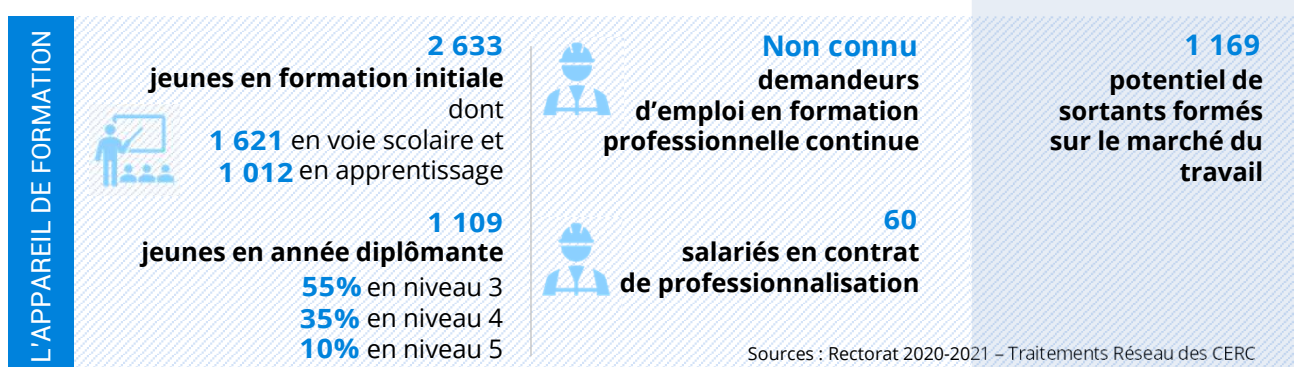 L'APPAREIL DE FORMATION
2 633
jeunes en formation initiale
dont
1 621 en voie scolaire et
1 012 en apprentissage
1 109
jeunes en année diplômante
55% en niveau 3
35% en niveau 4
10% en niveau 5
Non connu
demandeurs
d'emploi en formation
professionnelle continue
60
salariés en contrat
de professionnalisation
1 169
potentiel de
sortants formés
sur le marché du
travail
Sources : Rectorat 2020-2021 – Traitements Réseau des CERC